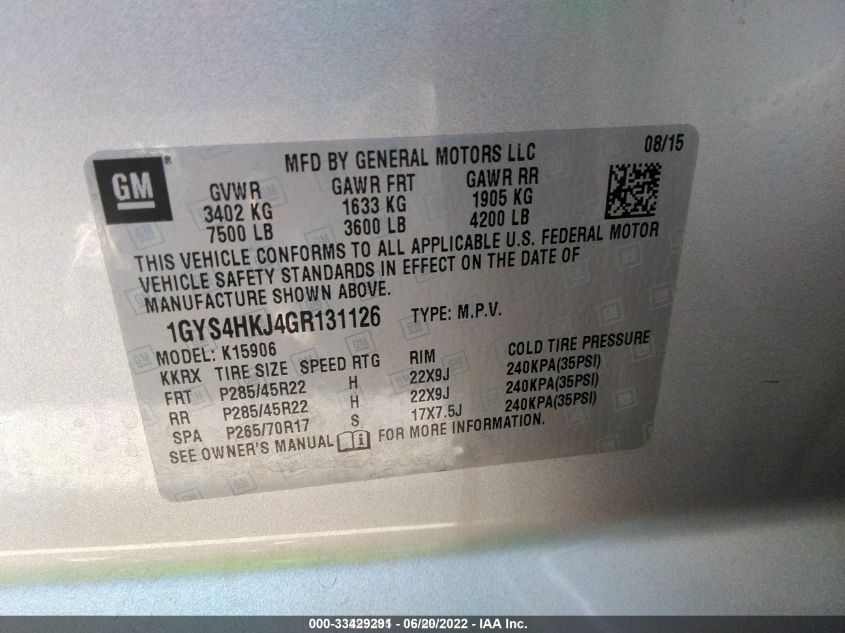 GM ®
MFD BY GENERAL MOTORS LLC 08/15
GVWR GAWR FRT GAWR RR
3402 KG 1633 KG 1905 KG
7500 LB 3600 LB 4200 LB
THIS VEHICLE CONFORMS TO ALL APPLICABLE U.S. FEDERAL MOTOR
VEHICLE SAFETY STANDARDS IN EFFECT ON THE DATE OF
MANUFACTURE SHOWN ABOVE.
1GYS4HKJ4GR131126 TYPE: M.P.V.
MODEL: K15906
KKRX TIRE SIZE SPEED RTG RIM COLD TIRE PRESSURE
FRT P285/45R22 H 22X9J 240KPA(35PSI)
RR P285/45R22 H 22X9J 240KPA(35PSI)
SPA P265/70R17 S 17X7.5J 240KPA(35PSI)
SEE OWNER'S MANUAL FOR MORE INFORMATION.
000-33429291 - 06/20/2022 - IAA Inc.